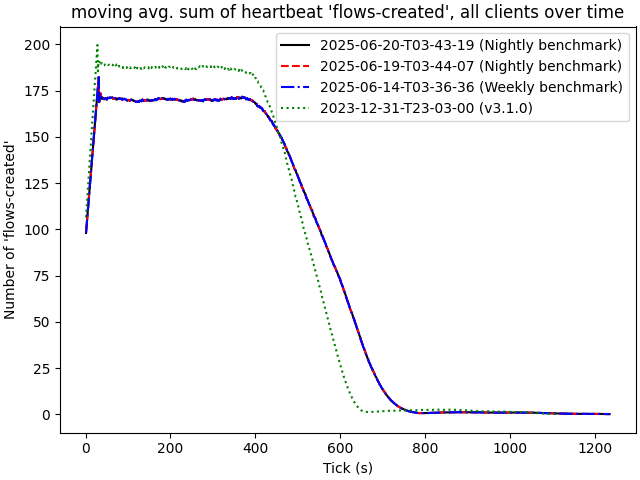 moving avg. sum of heartbeat 'flows-created', all clients over time
Number of 'flows-created'
200
175
150
125
100
75
50
25
0
2025-06-20-T03-43-19 (Nightly benchmark)
2025-06-19-T03-44-07 (Nightly benchmark)
2025-06-14-T03-36-36 (Weekly benchmark)
2023-12-31-T23-03-00 (v3.1.0)
0 200 400 600 800 1000 1200
Tick (s)